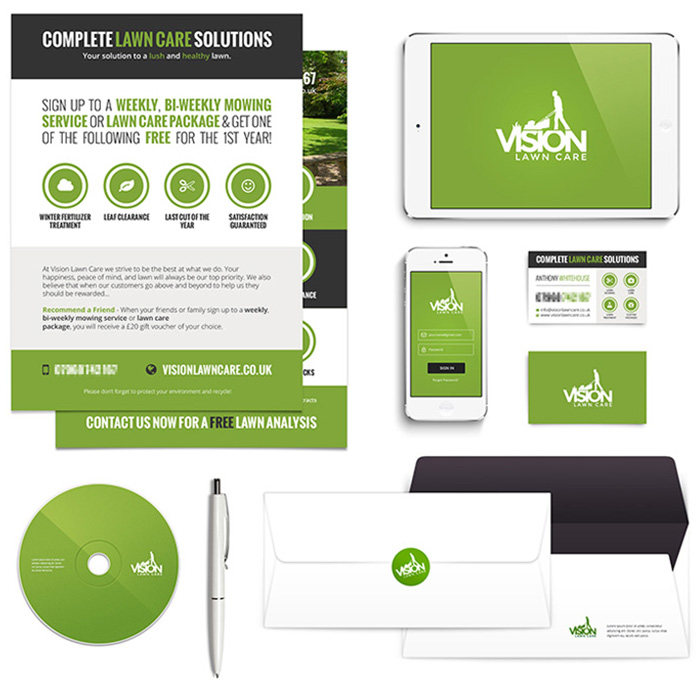 COMPLETE LAWN CARE SOLUTIONS
Your solution to a lush and healthy lawn.
SIGN UP TO A WEEKLY, BI-WEEKLY MOWING
SERVICE OR LAWN CARE PACKAGE & GET ONE
OF THE FOLLOWING FREE FOR THE 1ST YEAR!
WINTER FERTILIZER
TREATMENT
LEAF CLEARANCE
LAST CUT OF THE
YEAR
SATISFACTION
GUARANTEED
At Vision Lawn Care we strive to be the best at what we do. Your
happiness, peace of mind, and lawn will always be our top priority. We also
believe that when our customers go above and beyond to help us they
should be rewarded...
Recommend a Friend - When your friends or family sign up to a weekly,
bi-weekly mowing service or lawn care
package, you will receive a £20 gift voucher of your choice.
VISIONLAWNCARE.CO.UK
Please don't forget to protect your environment and recycle!
67
CONTACT US NOW FOR A FREE LAWN ANALYSIS
VISION
LAWN CARE
VISION
LAWN CARE
SIGN IN
Forgot Password?
COMPLETE LAWN CARE SOLUTIONS
ANTHONY WHITEHOUSE
VISION
LAWN CARE
VISION
LAWN CARE
VISION
LAWN CARE
VISION
LAWN CARE